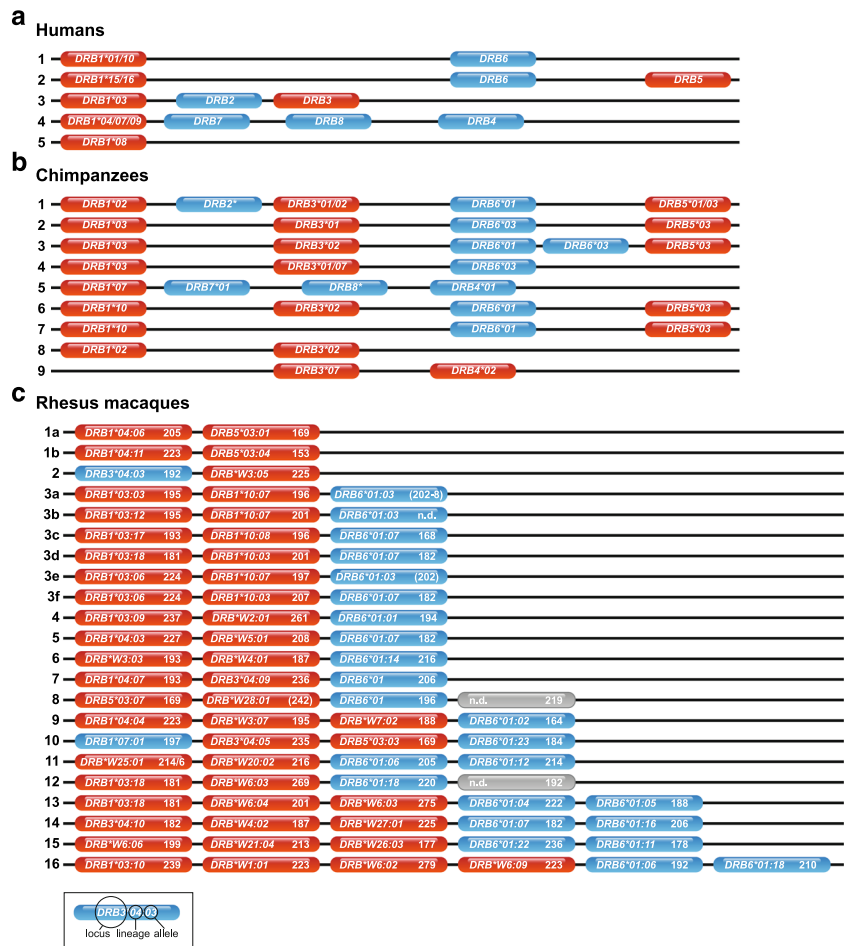 a
Humans
1 DRB1*01/10 DRB6
2 DRB1*15/16 DRB6 DRB5
3 DRB1*03 DRB2 DRB3
4 DRB1*04/07/09 DRB7 DRB8 DRB4
5 DRB1*08
b
Chimpanzees
1 DRB1*02 DRB2* DRB3*01/02 DRB6*01 DRB5*01/03
2 DRB1*03 DRB3*01 DRB6*03 DRB5*03
3 DRB1*03 DRB3*02 DRB6*01 DRB6*03 DRB5*03
4 DRB1*03 DRB3*01/07 DRB6*03
5 DRB1*07 DRB7*01 DRB8* DRB4*01
6 DRB1*10 DRB3*02 DRB6*01 DRB5*03
7 DRB1*10 DRB6*01 DRB5*03
8 DRB1*02 DRB3*02
9 DRB3*07 DRB4*02
c
Rhesus macaques
1a DRB1*04:06 205 DRB5*03:01 169
1b DRB1*04:11 223 DRB5*03:04 153
2 DRB3*04:03 192 DRB*W3:05 225
3a DRB1*03:03 195 DRB1*10:07 196 DRB6*01:03 (202-8)
3b DRB1*03:12 195 DRB1*10:07 201 DRB6*01:03 n.d.
3c DRB1*03:17 193 DRB1*10:08 196 DRB6*01:07 168
3d DRB1*03:18 181 DRB1*10:03 201 DRB6*01:07 182
3e DRB1*03:06 224 DRB1*10:07 197 DRB6*01:03 (202)
3f DRB1*03:06 224 DRB1*10:03 207 DRB6*01:07 182
4 DRB1*03:09 237 DRB*W2:01 261 DRB6*01:01 194
5 DRB1*04:03 227 DRB*W5:01 208 DRB6*01:07 182
6 DRB*W3:03 193 DRB*W4:01 187 DRB6*01:14 216
7 DRB1*04:07 193 DRB3*04:09 236 DRB6*01 206
8 DRB5*03:07 169 DRB*W28:01 (242) DRB6*01 196 n.d. 219
9 DRB1*04:04 223 DRB*W3:07 195 DRB*W7:02 188 DRB6*01:02 164
10 DRB1*07:01 197 DRB3*04:05 235 DRB5*03:03 169 DRB6*01:23 184
11 DRB*W25:01 214/6 DRB*W20:02 216 DRB6*01:06 205 DRB6*01:12 214
12 DRB1*03:18 181 DRB*W6:03 269 DRB6*01:18 220 n.d. 192
13 DRB1*03:18 181 DRB*W6:04 201 DRB*W6:03 275 DRB6*01:04 222 DRB6*01:05 188
14 DRB3*04:10 182 DRB*W4:02 187 DRB*W27:01 225 DRB6*01:07 182 DRB6*01:16 206
15 DRB*W6:06 199 DRB*W21:04 213 DRB*W26:03 177 DRB6*01:22 236 DRB6*01:11 178
16 DRB1*03:10 239 DRB*W1:01 223 DRB*W6:02 279 DRB*W6:09 223 DRB6*01:06 192 DRB6*01:18 210
DRB3*04:03
locus lineage allele